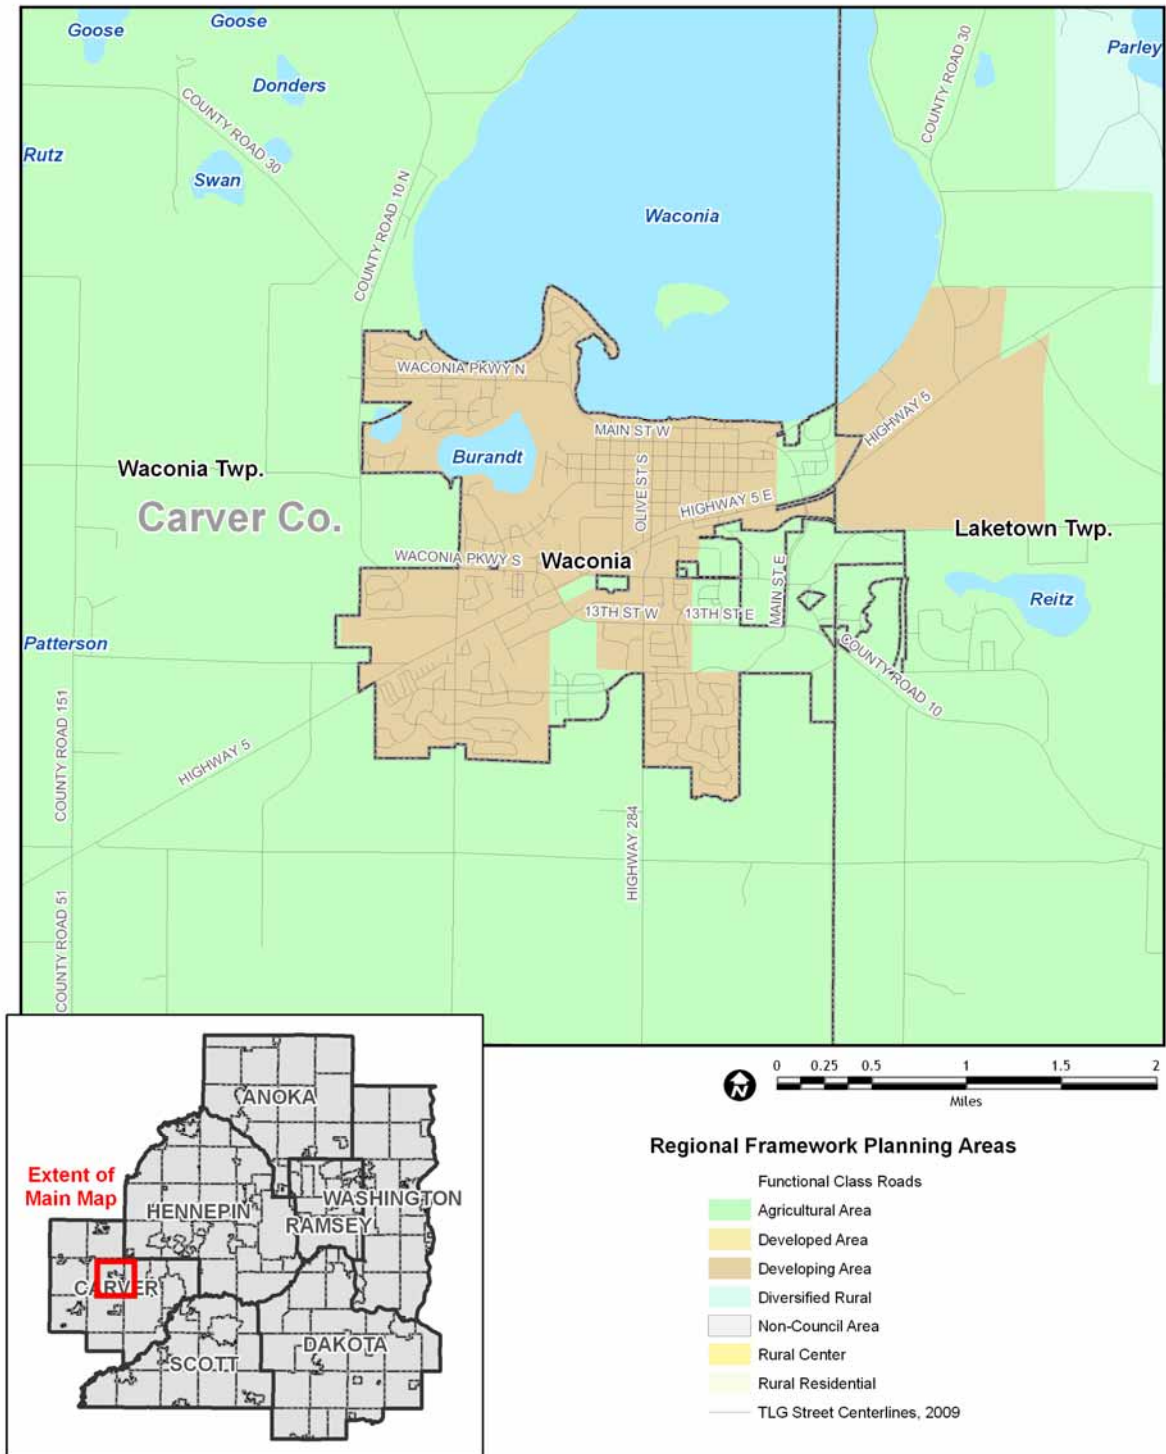 Goose
Goose
Parley
Donders
COUNTY ROAD 30
COUNTY ROAD 30
Rutz
Swan
COUNTY ROAD 10 N
Waconia
WACONIA PKWY N
MAIN ST W
HIGHWAY 5
Burandt
Waconia Twp.
OLIVE ST S
HIGHWAY 5 E
Carver Co.
Laketown Twp.
WACONIA PKWY S
Waconia
MAIN ST E
Reitz
13TH ST W
13TH ST E
Patterson
COUNTY ROAD 10
COUNTY ROAD 151
HIGHWAY 5
HIGHWAY 284
COUNTY ROAD 51
N
0 0.25 0.5 1 1.5 2
Miles
ANOKA
Extent of
Main Map
WASHINGTON
HENNEPIN
RAMSEY
CARVER
DAKOTA
SCOTT
Regional Framework Planning Areas
Functional Class Roads
Agricultural Area
Developed Area
Developing Area
Diversified Rural
Non-Council Area
Rural Center
Rural Residential
TLG Street Centerlines, 2009